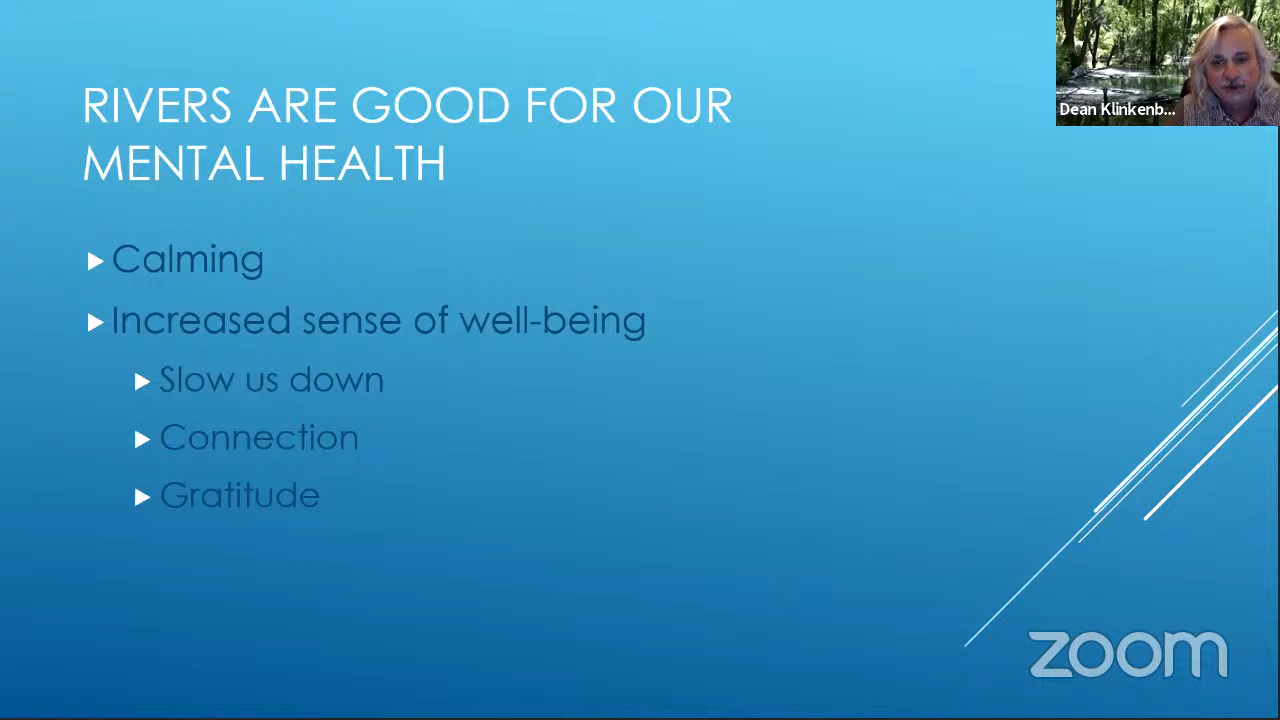 RIVERS ARE GOOD FOR OUR
MENTAL HEALTH
Calming
Increased sense of well-being
Slow us down
Connection
Gratitude
Dean Klinkenb...
zoom